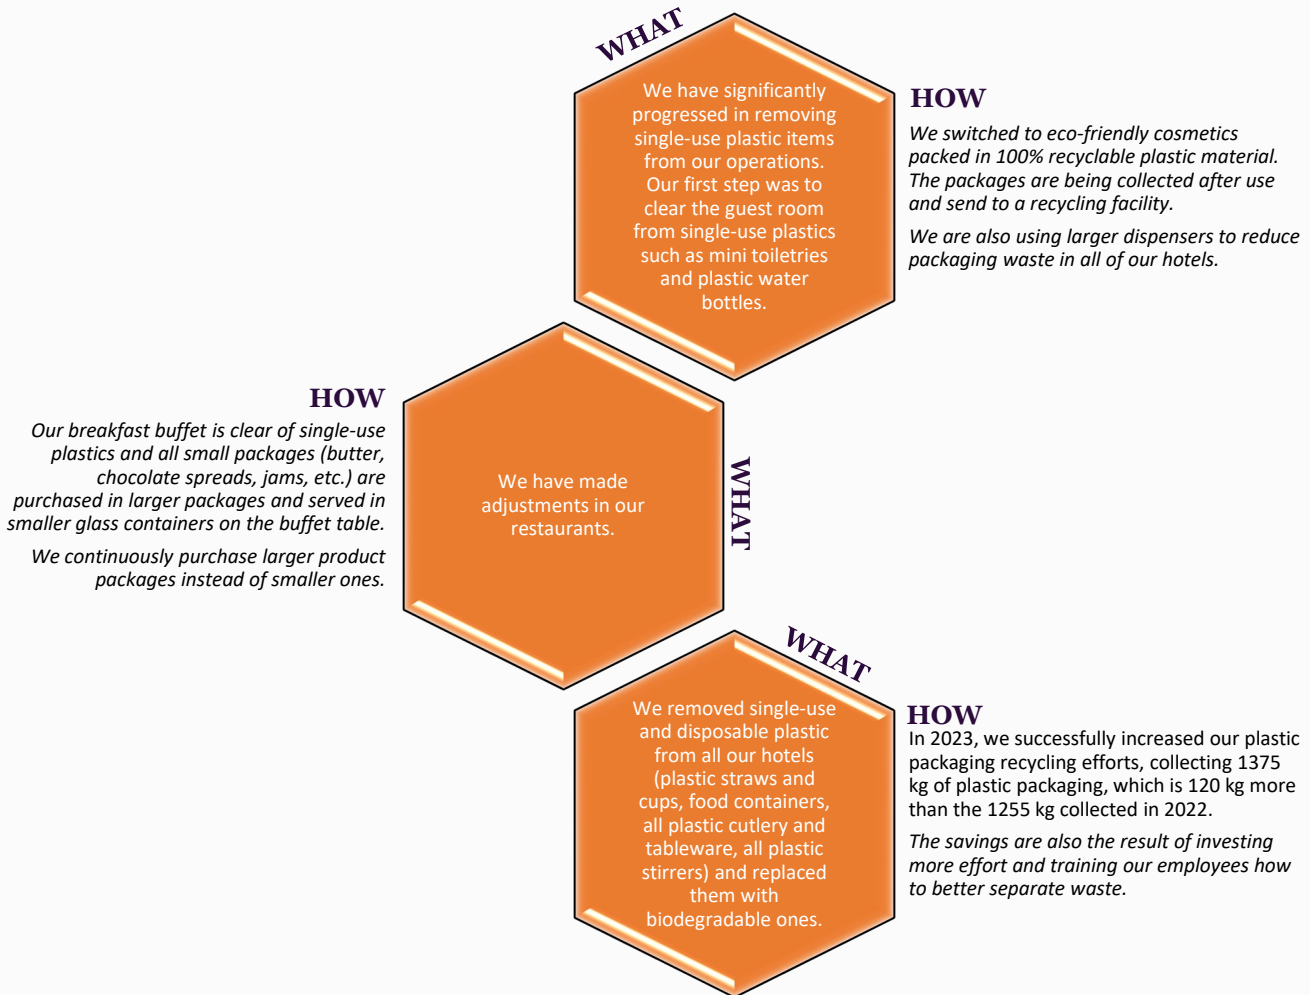 WHAT
We have significantly
progressed in removing
single-use plastic items
from our operations.
Our first step was to
clear the guest room
from single-use plastics
such as mini toiletries
and plastic water
bottles.
HOW
We switched to eco-friendly cosmetics
packed in 100% recyclable plastic material.
The packages are being collected after use
and send to a recycling facility.
We are also using larger dispensers to reduce
packaging waste in all of our hotels.
HOW
Our breakfast buffet is clear of single-use
plastics and all small packages (butter,
chocolate spreads, jams, etc.) are
purchased in larger packages and served in
smaller glass containers on the buffet table.
We continuously purchase larger product
packages instead of smaller ones.
We have made
adjustments in our
restaurants.
WHAT
WHAT
We removed single-use
and disposable plastic
from all our hotels
(plastic straws and
cups, food containers,
all plastic cutlery and
tableware, all plastic
stirrers) and replaced
them with
biodegradable ones.
HOW
In 2023, we successfully increased our plastic
packaging recycling efforts, collecting 1375
kg of plastic packaging, which is 120 kg more
than the 1255 kg collected in 2022.
The savings are also the result of investing
more effort and training our employees how
to better separate waste.